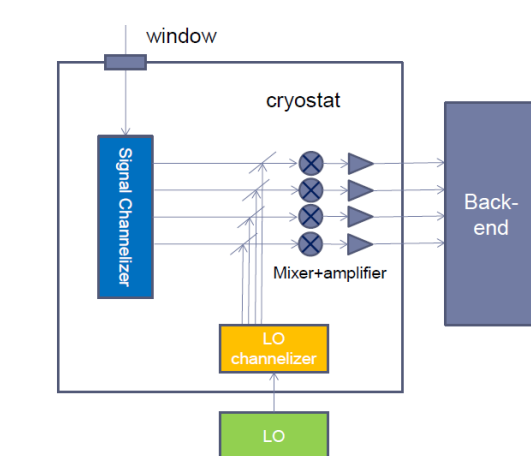 window
cryostat
Signal Channelizer
Back-
end
Mixer+amplifier
LO
channelizer
LO